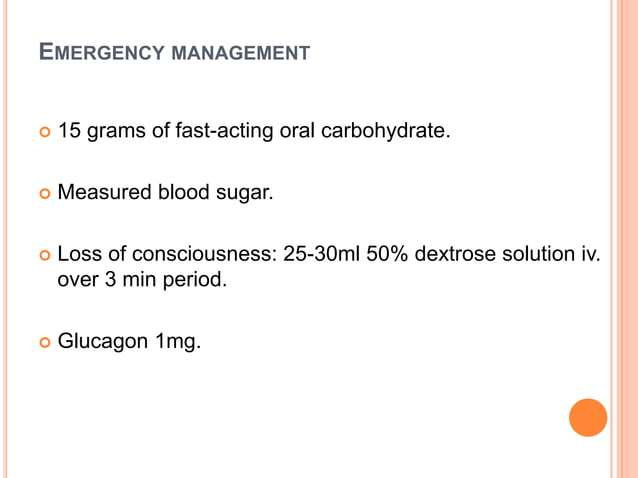 EMERGENCY MANAGEMENT
15 grams of fast-acting oral carbohydrate.
Measured blood sugar.
Loss of consciousness: 25-30ml 50% dextrose solution iv.
over 3 min period.
Glucagon 1mg.